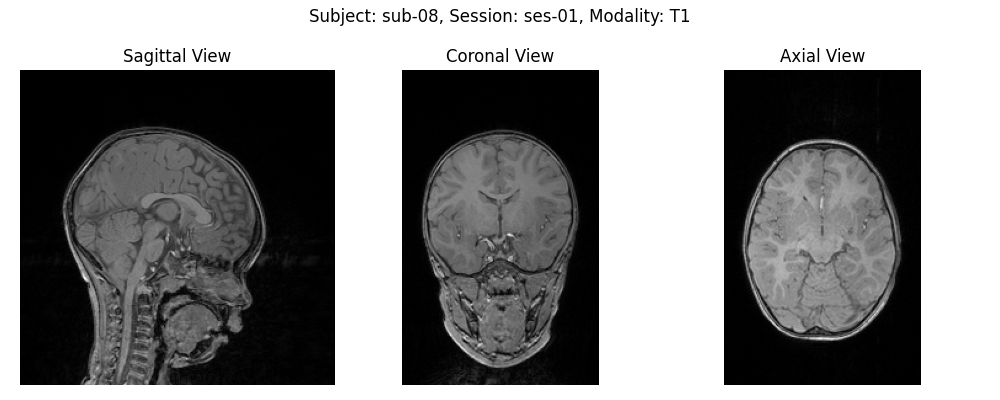 Subject: sub-08, Session: ses-01, Modality: T1
Sagittal View
Coronal View
Axial View